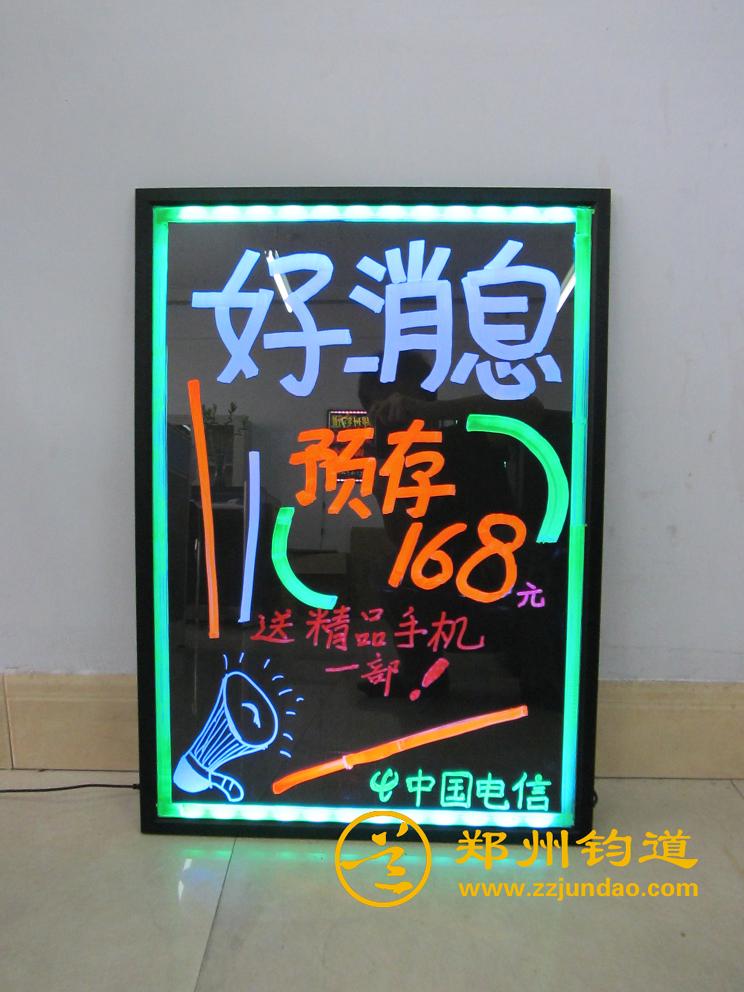 好消息
预存
168元
送精品手机
一部!
中国电信
郑州钧道
www.zzjundao.com